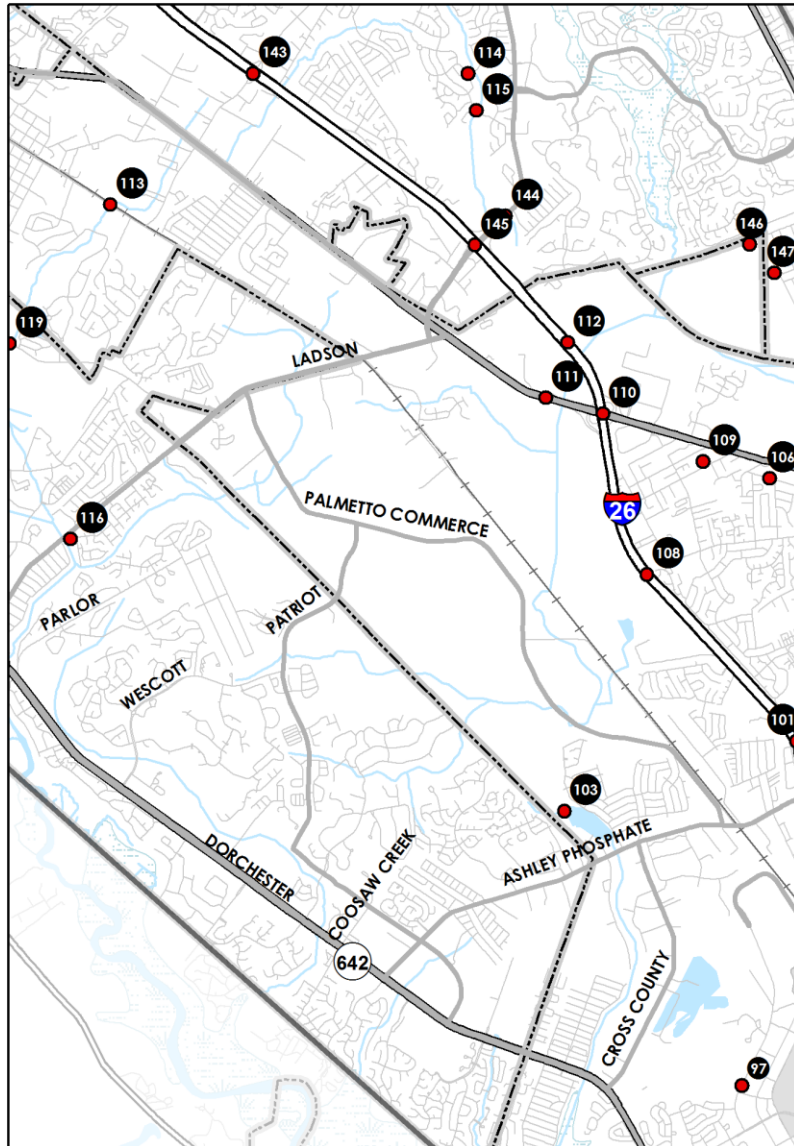 143
114
115
113
144
145
146
147
119
112
LADSON
111
110
109
106
PALMETTO COMMERCE
26
116
108
PARLOR
PATRIOT
WESCOTT
101
103
DORCHESTER
COOSAW CREEK
ASHLEY PHOSPHATE
642
CROSS COUNTY
97